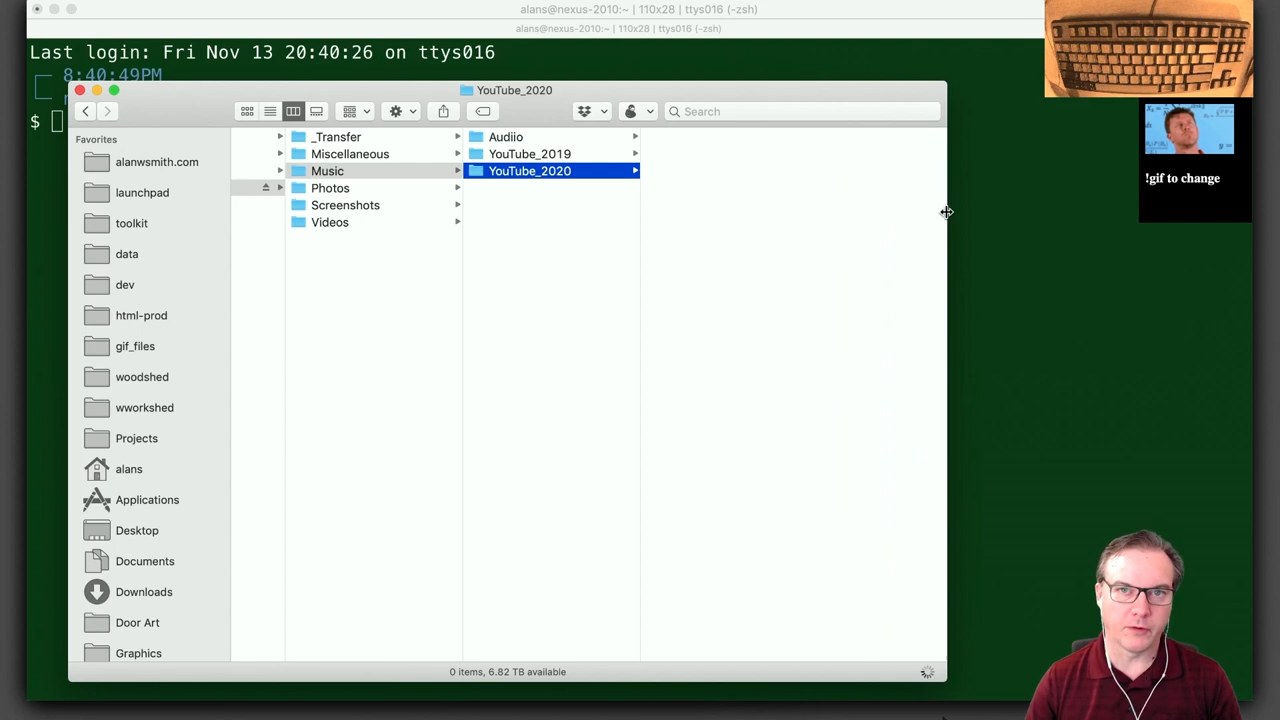 alans@nexus-2010:~ | 110x28 | ttys016 (-zsh)
alans@nexus-2010:~ | 110x28 | ttys016 (-zsh)
Last login: Fri Nov 13 20:40:26 on ttys016
8:40:49PM
$
YouTube_2020
Search
Favorites
alanwsmith.com
launchpad
toolkit
data
dev
html-prod
gif_files
woodshed
wworkshed
Projects
alans
Applications
Desktop
Documents
Downloads
Door Art
Graphics
_Transfer
Miscellaneous
Music
Photos
Screenshots
Videos
Audiio
YouTube_2019
YouTube_2020
0 items, 6.82 TB available
!gif to change